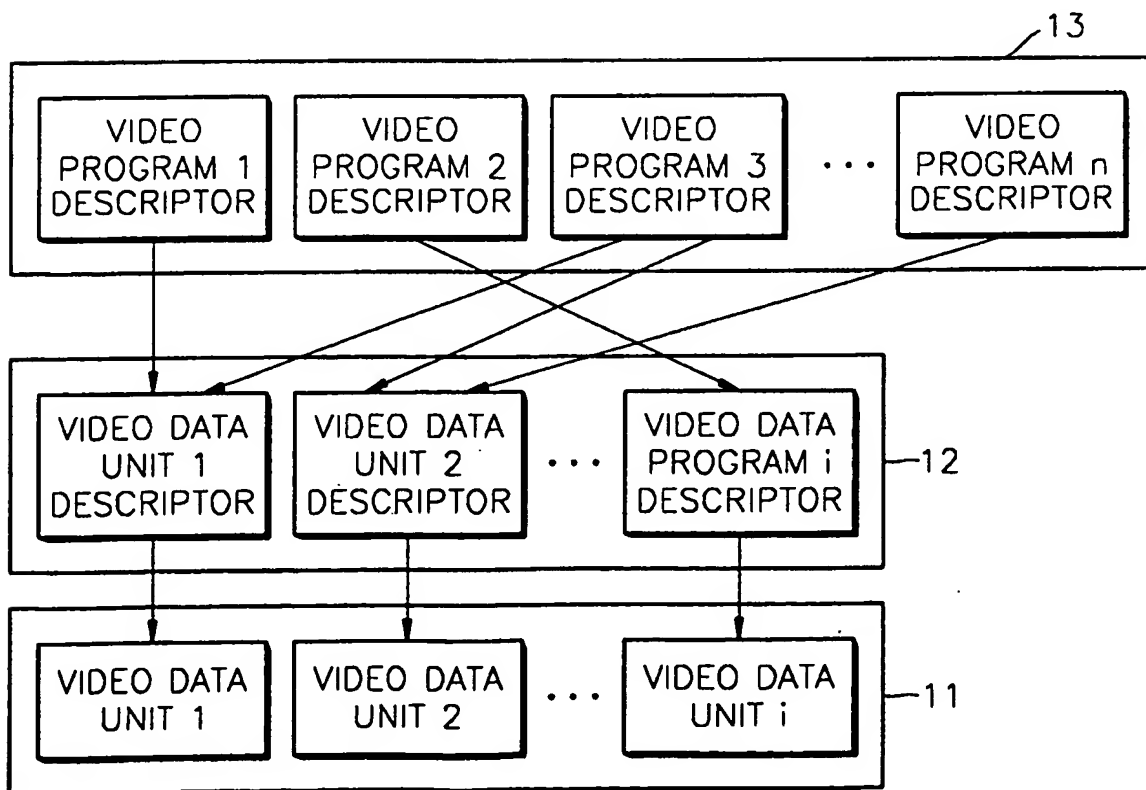 13
VIDEO
PROGRAM 1
DESCRIPTOR
VIDEO
PROGRAM 2
DESCRIPTOR
VIDEO
PROGRAM 3
DESCRIPTOR
...
VIDEO
PROGRAM n
DESCRIPTOR
VIDEO DATA
UNIT 1
DESCRIPTOR
VIDEO DATA
UNIT 2
DESCRIPTOR
...
VIDEO DATA
PROGRAM i
DESCRIPTOR
12
VIDEO DATA
UNIT 1
VIDEO DATA
UNIT 2
...
VIDEO DATA
UNIT i
11